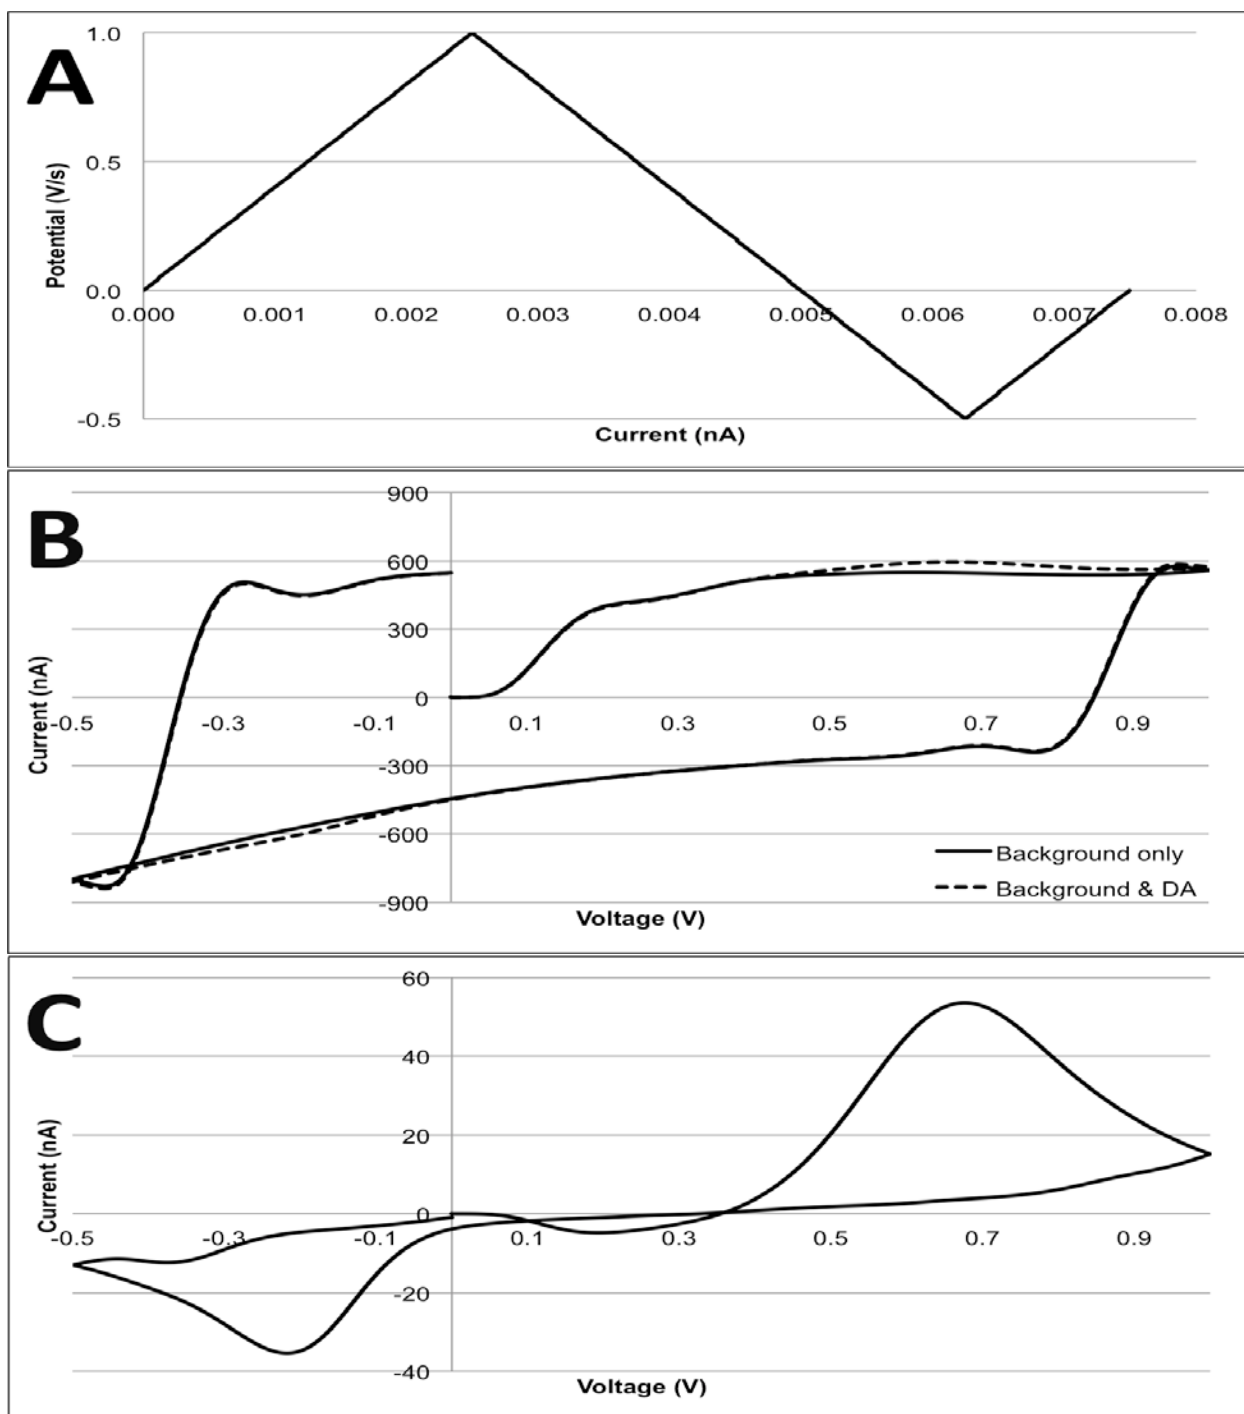 A
1.0
0.5
0.0
-0.5
Potential (V/s)
0.000 0.001 0.002 0.003 0.004 0.005 0.006 0.007 0.008
Current (nA)
B
900
600
300
0
-300
-600
-900
Current (nA)
-0.5 -0.3 -0.1 0.1 0.3 0.5 0.7 0.9
Background only
Background & DA
Voltage (V)
C
60
40
20
0
-20
-40
Current (nA)
-0.5 -0.3 -0.1 0.1 0.3 0.5 0.7 0.9
Voltage (V)